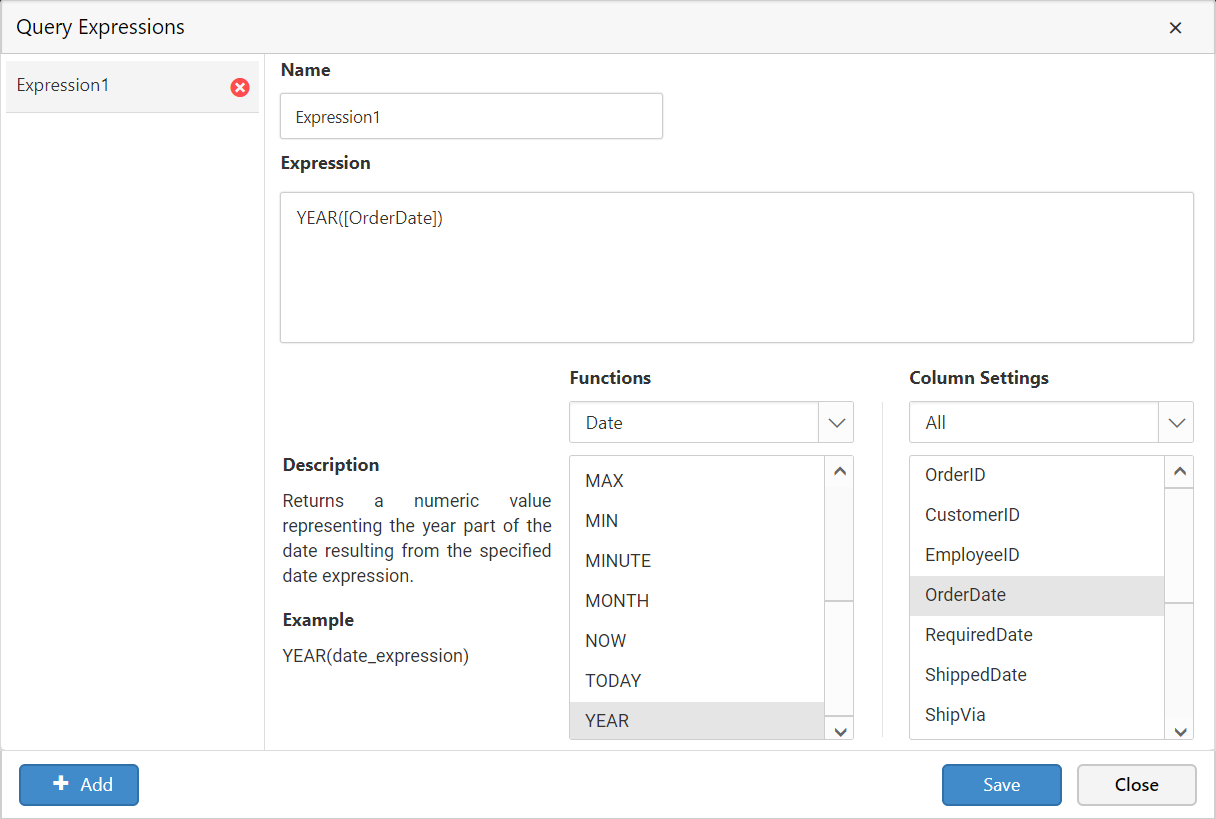 Query Expressions
Expression1
Name
Expression1
Expression
YEAR([OrderDate])
Functions
Date
MAX
MIN
MINUTE
MONTH
NOW
TODAY
YEAR
Column Settings
All
OrderID
CustomerID
EmployeeID
OrderDate
RequiredDate
ShippedDate
ShipVia
Description
Returns a numeric value
representing the year part of the
date resulting from the specified
date expression.
Example
YEAR(date_expression)
Add
Save
Close